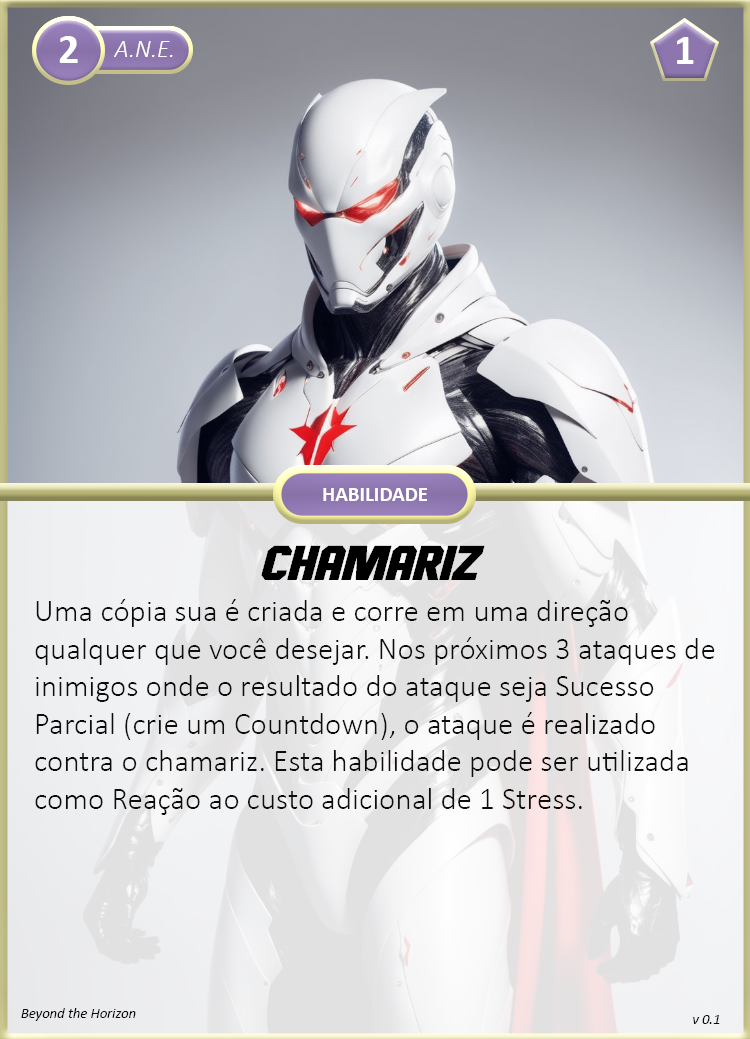 2 A.N.E. 1
HABILIDADE
CHAMARIZ
Uma cópia sua é criada e corre em uma direção
qualquer que você desejar. Nos próximos 3 ataques de
inimigos onde o resultado do ataque seja Sucesso
Parcial (crie um Countdown), o ataque é realizado
contra o chamariz. Esta habilidade pode ser utilizada
como Reação ao custo adicional de 1 Stress.
Beyond the Horizon
v 0.1